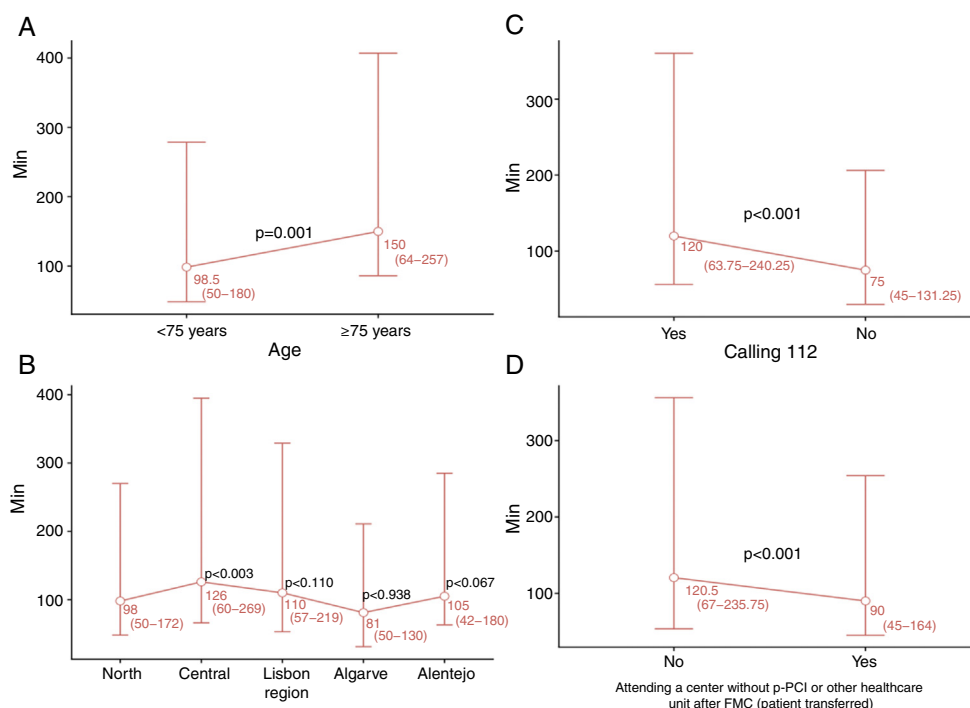 A
400
300
200
100
Min
p=0.001
98.5
(50–180)
150
(64–257)
<75 years
≥75 years
Age
B
400
300
200
100
Min
98
(50–172)
p<0.003
126
(60–269)
p<0.110
110
(57–219)
p<0.938
81
(50–130)
p<0.067
105
(42–180)
North
Central
Lisbon
region
Algarve
Alentejo
C
300
200
100
Min
p<0.001
120
(63.75–240.25)
75
(45–131.25)
Yes
No
Calling 112
D
300
200
100
Min
p<0.001
120.5
(67–235.75)
90
(45–164)
No
Yes
Attending a center without p-PCI or other healthcare
unit after FMC (patient transferred)